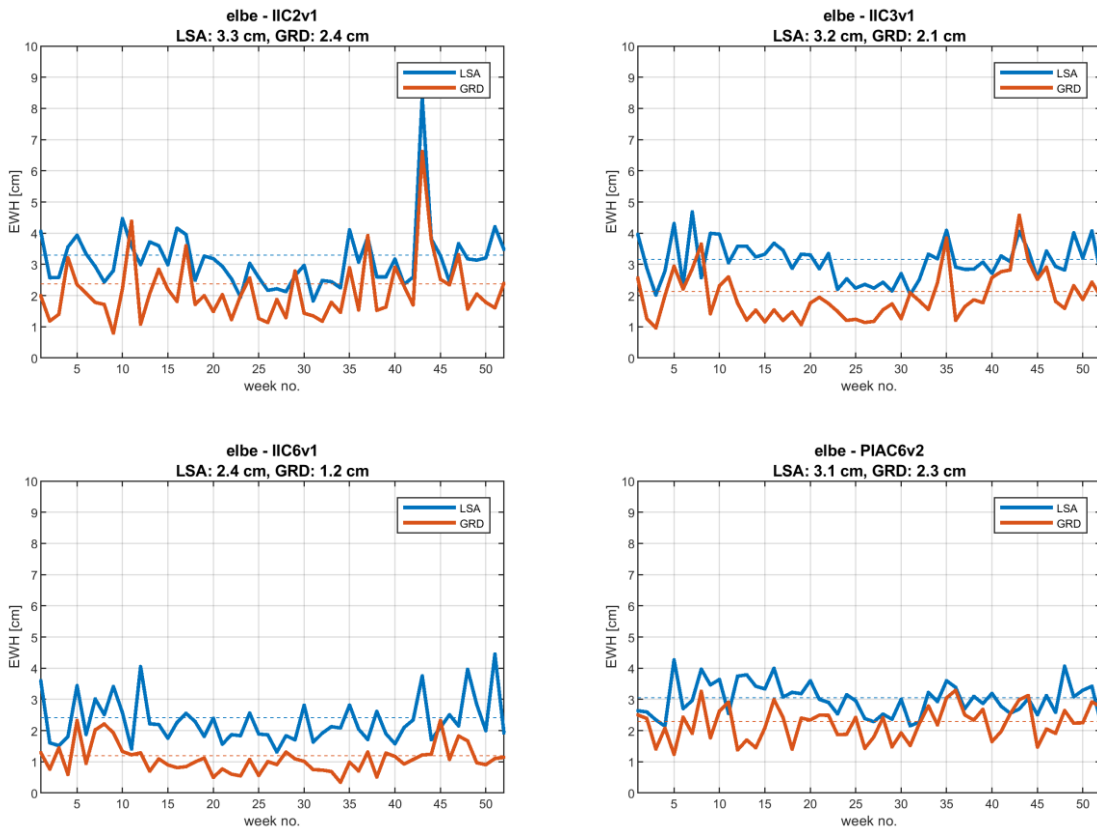 elbe - IIC2v1
LSA: 3.3 cm, GRD: 2.4 cm
10
9
8
7
6
5
4
3
2
1
0
EWH [cm]
LSA
GRD
5 10 15 20 25 30 35 40 45 50
week no.
elbe - IIC3v1
LSA: 3.2 cm, GRD: 2.1 cm
10
9
8
7
6
5
4
3
2
1
0
EWH [cm]
LSA
GRD
5 10 15 20 25 30 35 40 45 50
week no.
elbe - IIC6v1
LSA: 2.4 cm, GRD: 1.2 cm
10
9
8
7
6
5
4
3
2
1
0
EWH [cm]
LSA
GRD
5 10 15 20 25 30 35 40 45 50
week no.
elbe - PIAC6v2
LSA: 3.1 cm, GRD: 2.3 cm
10
9
8
7
6
5
4
3
2
1
0
EWH [cm]
LSA
GRD
5 10 15 20 25 30 35 40 45 50
week no.